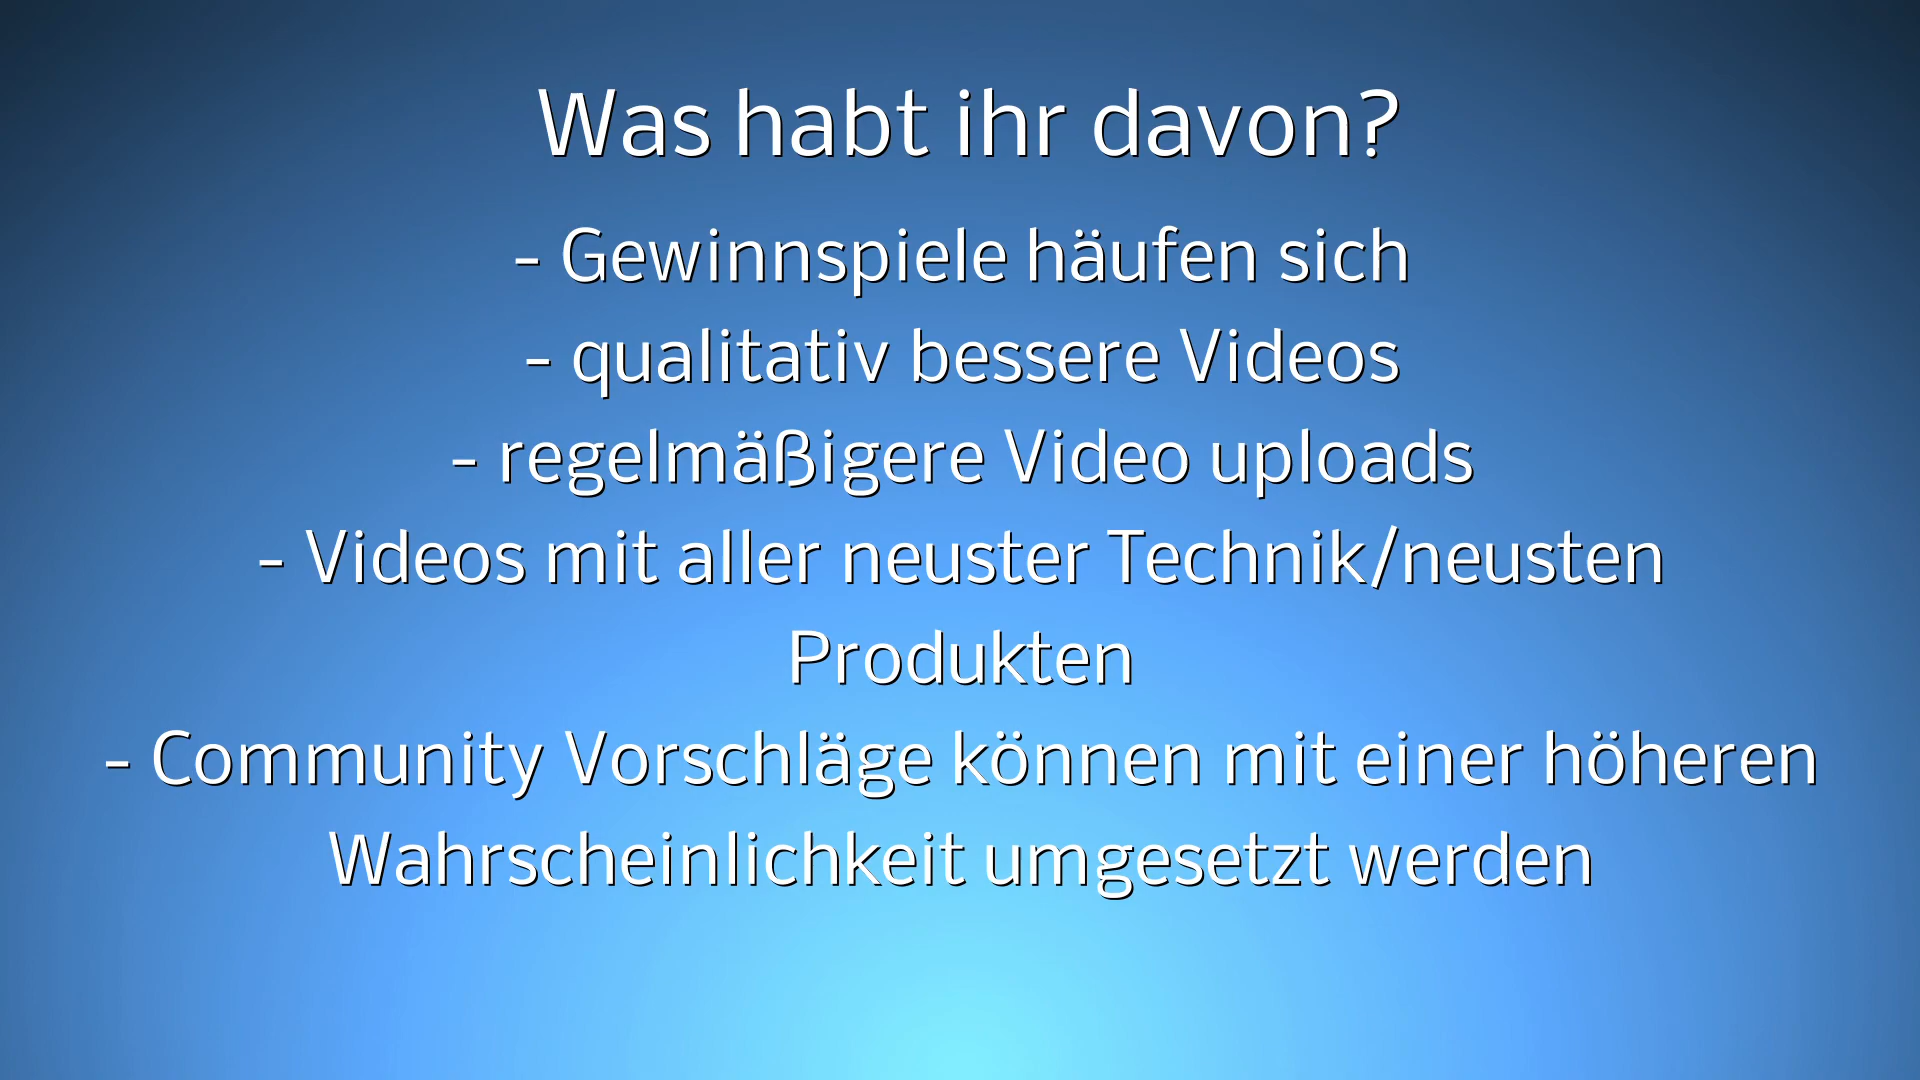 Was habt ihr davon?
- Gewinnspiele häufen sich
- qualitativ bessere Videos
- regelmäßigere Video uploads
- Videos mit aller neuster Technik/neusten
Produkten
- Community Vorschläge können mit einer höheren
Wahrscheinlichkeit umgesetzt werden